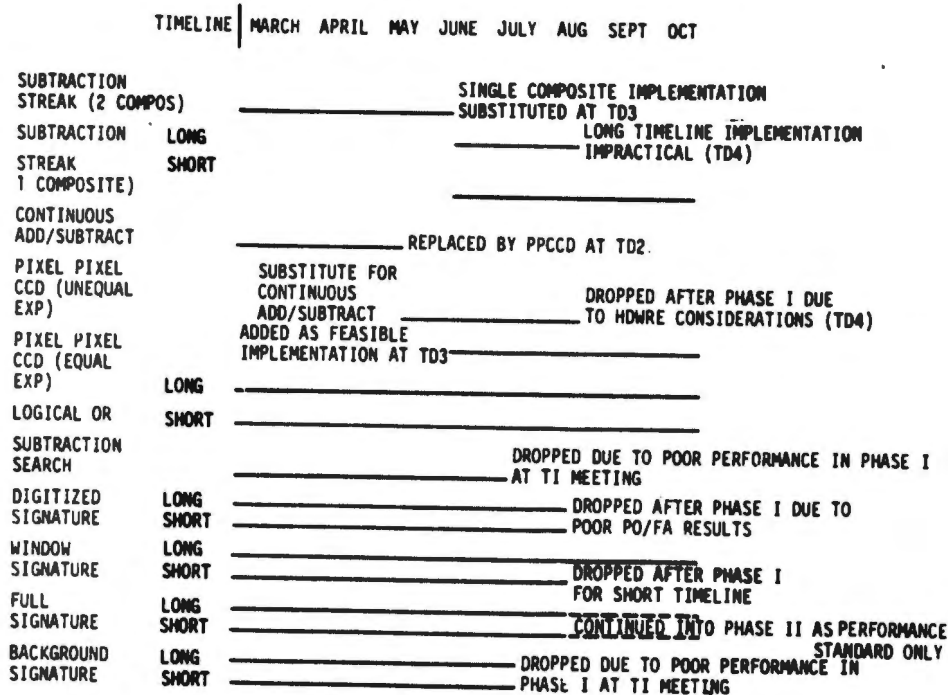 TIMELINE MARCH APRIL MAY JUNE JULY AUG SEPT OCT
SUBTRACTION
STREAK (2 COMPOS)
SINGLE COMPOSITE IMPLEMENTATION
SUBSTITUTED AT TD3
SUBTRACTION LONG
LONG TIMELINE IMPLEMENTATION
IMPRACTICAL (TD4)
STREAK SHORT
1 COMPOSITE)
CONTINUOUS
ADD/SUBTRACT
REPLACED BY PPCCD AT TD2.
PIXEL PIXEL
CCD (UNEQUAL
EXP)
SUBSTITUTE FOR
CONTINUOUS
ADD/SUBTRACT
DROPPED AFTER PHASE I DUE
TO HDWRE CONSIDERATIONS (TD4)
PIXEL PIXEL
CCD (EQUAL
EXP)
ADDED AS FEASIBLE
IMPLEMENTATION AT TD3
LONG
LOGICAL OR SHORT
SUBTRACTION
SEARCH
DROPPED DUE TO POOR PERFORMANCE IN PHASE I
AT TI MEETING
DIGITIZED LONG
SIGNATURE SHORT
DROPPED AFTER PHASE I DUE TO
POOR PO/FA RESULTS
WINDOW LONG
SIGNATURE SHORT
DROPPED AFTER PHASE I
FOR SHORT TIMELINE
FULL LONG
SIGNATURE SHORT
CONTINUED INTO PHASE II AS PERFORMANCE
STANDARD ONLY
BACKGROUND LONG
SIGNATURE SHORT
DROPPED DUE TO POOR PERFORMANCE IN
PHASE I AT TI MEETING